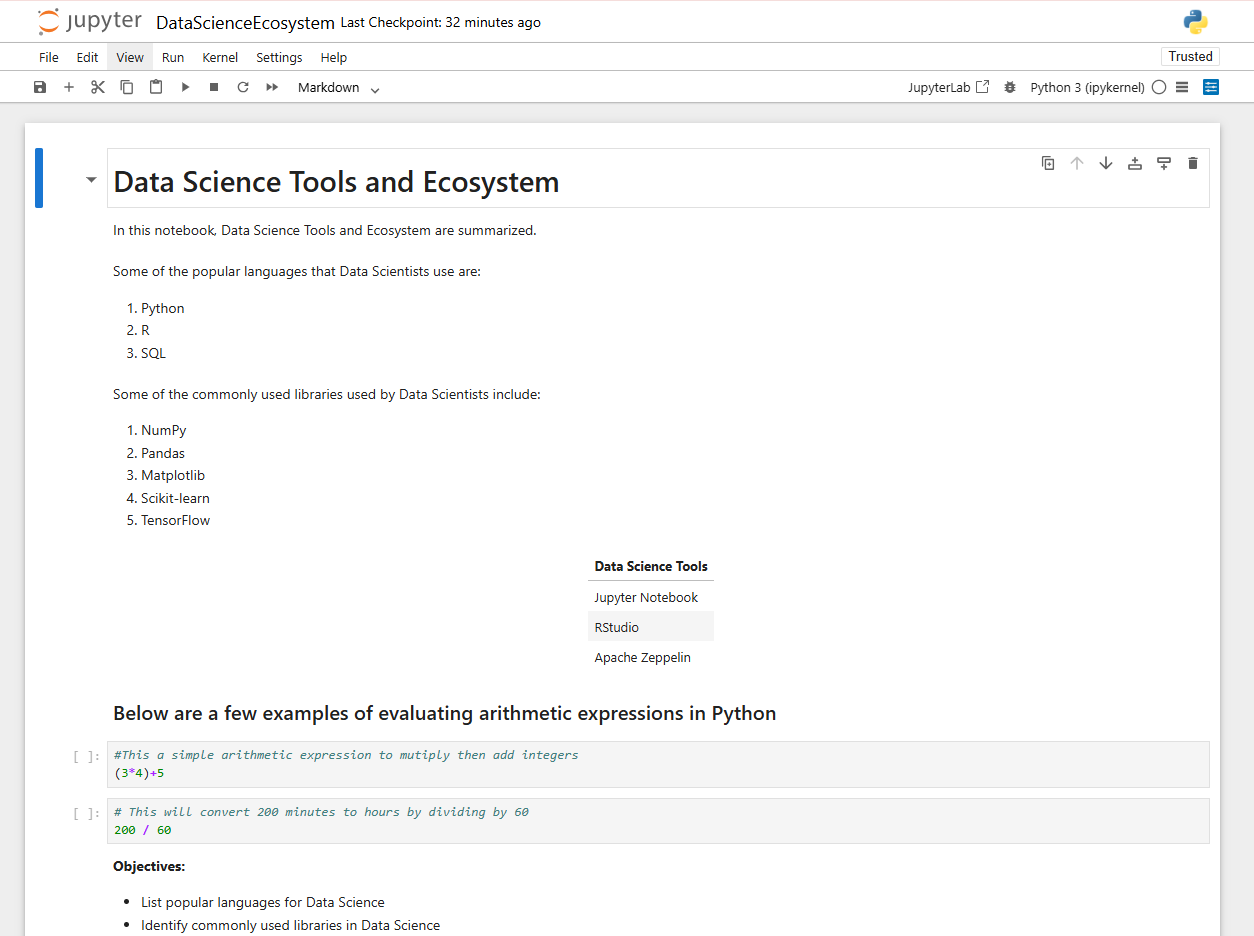 jupyter DataScienceEcosystem Last Checkpoint: 32 minutes ago
File Edit View Run Kernel Settings Help Trusted
Markdown JupyterLab Python 3 (ipykernel)
Data Science Tools and Ecosystem
In this notebook, Data Science Tools and Ecosystem are summarized.
Some of the popular languages that Data Scientists use are:
1. Python
2. R
3. SQL
Some of the commonly used libraries used by Data Scientists include:
1. NumPy
2. Pandas
3. Matplotlib
4. Scikit-learn
5. TensorFlow
Data Science Tools
Jupyter Notebook
RStudio
Apache Zeppelin
Below are a few examples of evaluating arithmetic expressions in Python
[ ]: #This a simple arithmetic expression to mutiply then add integers
(3*4)+5
[ ]: # This will convert 200 minutes to hours by dividing by 60
200 / 60
Objectives:
• List popular languages for Data Science
• Identify commonly used libraries in Data Science